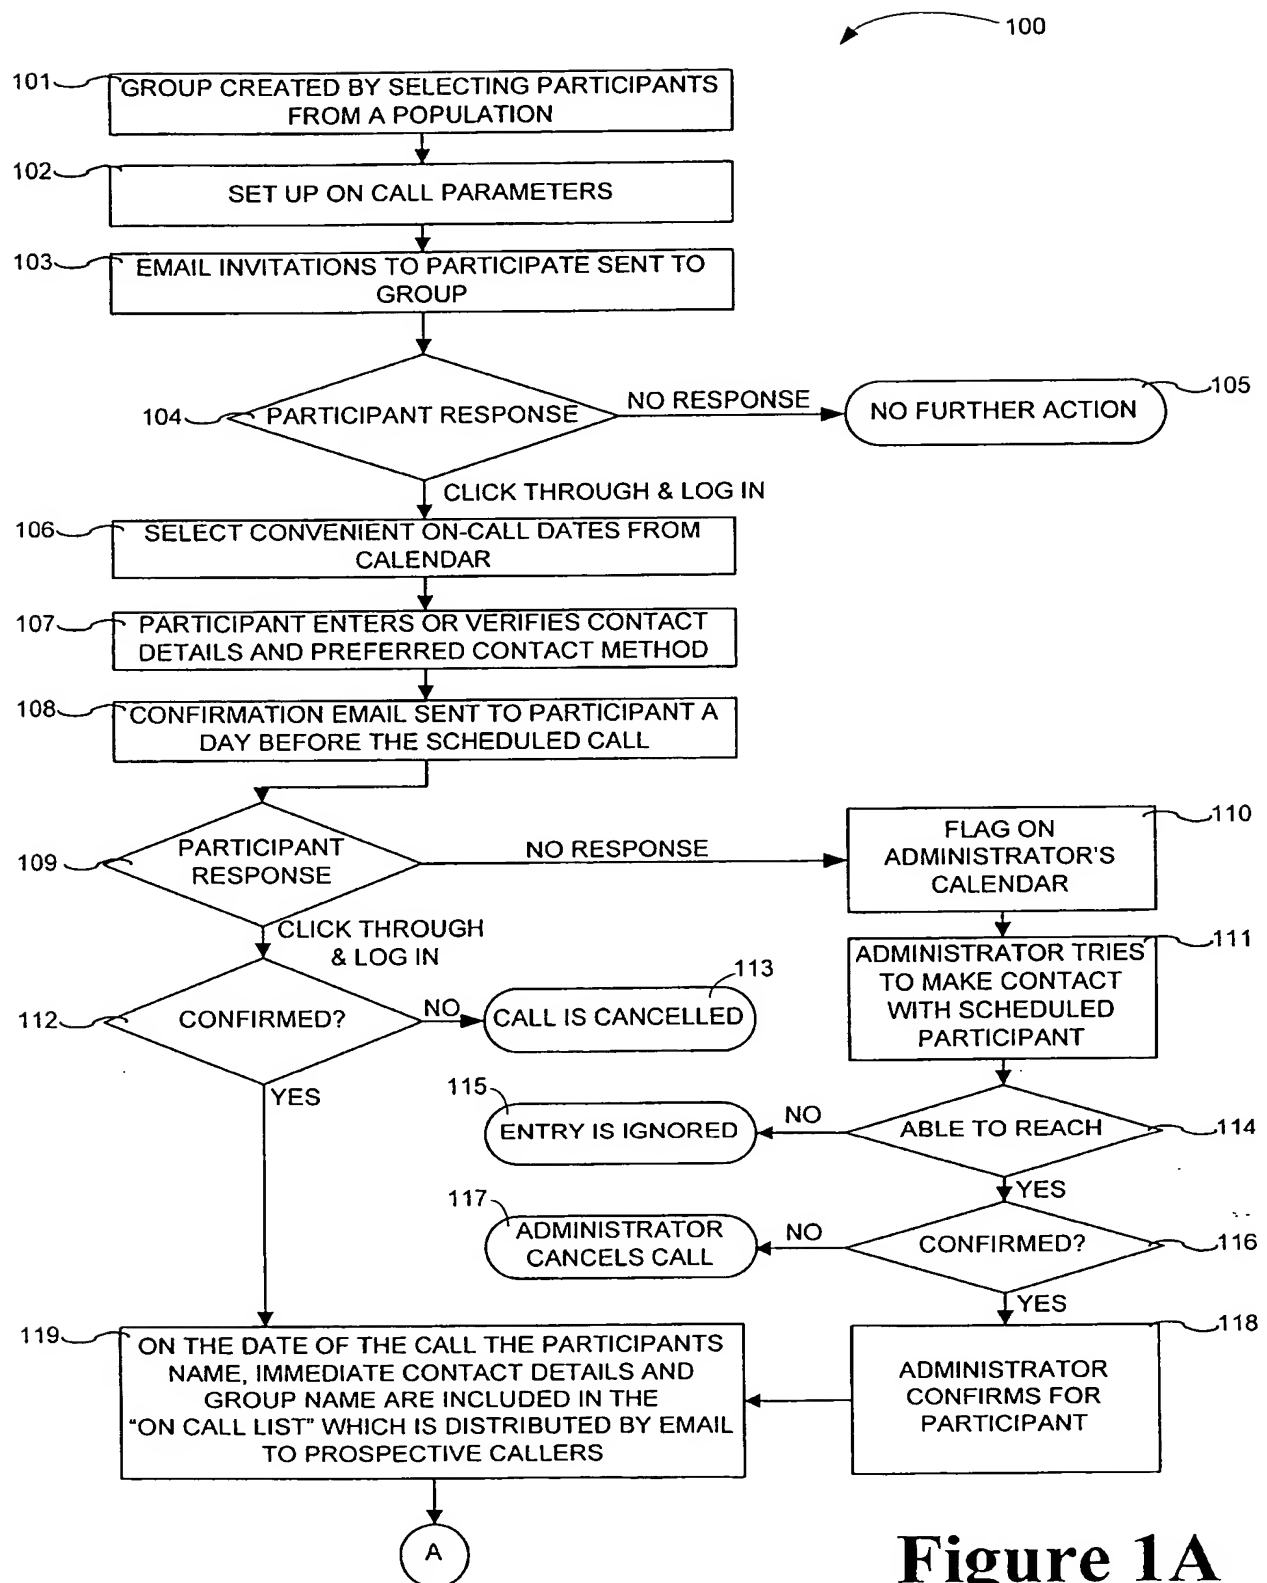 100
101
GROUP CREATED BY SELECTING PARTICIPANTS
FROM A POPULATION
102
SET UP ON CALL PARAMETERS
103
EMAIL INVITATIONS TO PARTICIPATE SENT TO
GROUP
104
PARTICIPANT RESPONSE
NO RESPONSE
105
NO FURTHER ACTION
CLICK THROUGH & LOG IN
106
SELECT CONVENIENT ON-CALL DATES FROM
CALENDAR
107
PARTICIPANT ENTERS OR VERIFIES CONTACT
DETAILS AND PREFERRED CONTACT METHOD
108
CONFIRMATION EMAIL SENT TO PARTICIPANT A
DAY BEFORE THE SCHEDULED CALL
109
PARTICIPANT
RESPONSE
NO RESPONSE
110
FLAG ON
ADMINISTRATOR'S
CALENDAR
CLICK THROUGH
& LOG IN
111
ADMINISTRATOR TRIES
TO MAKE CONTACT
WITH SCHEDULED
PARTICIPANT
112
CONFIRMED?
NO
113
CALL IS CANCELLED
YES
114
ABLE TO REACH
NO
115
ENTRY IS IGNORED
YES
116
CONFIRMED?
NO
117
ADMINISTRATOR
CANCELS CALL
YES
118
ADMINISTRATOR
CONFIRMS FOR
PARTICIPANT
119
ON THE DATE OF THE CALL THE PARTICIPANTS
NAME, IMMEDIATE CONTACT DETAILS AND
GROUP NAME ARE INCLUDED IN THE
"ON CALL LIST" WHICH IS DISTRIBUTED BY EMAIL
TO PROSPECTIVE CALLERS
A
Figure 1A